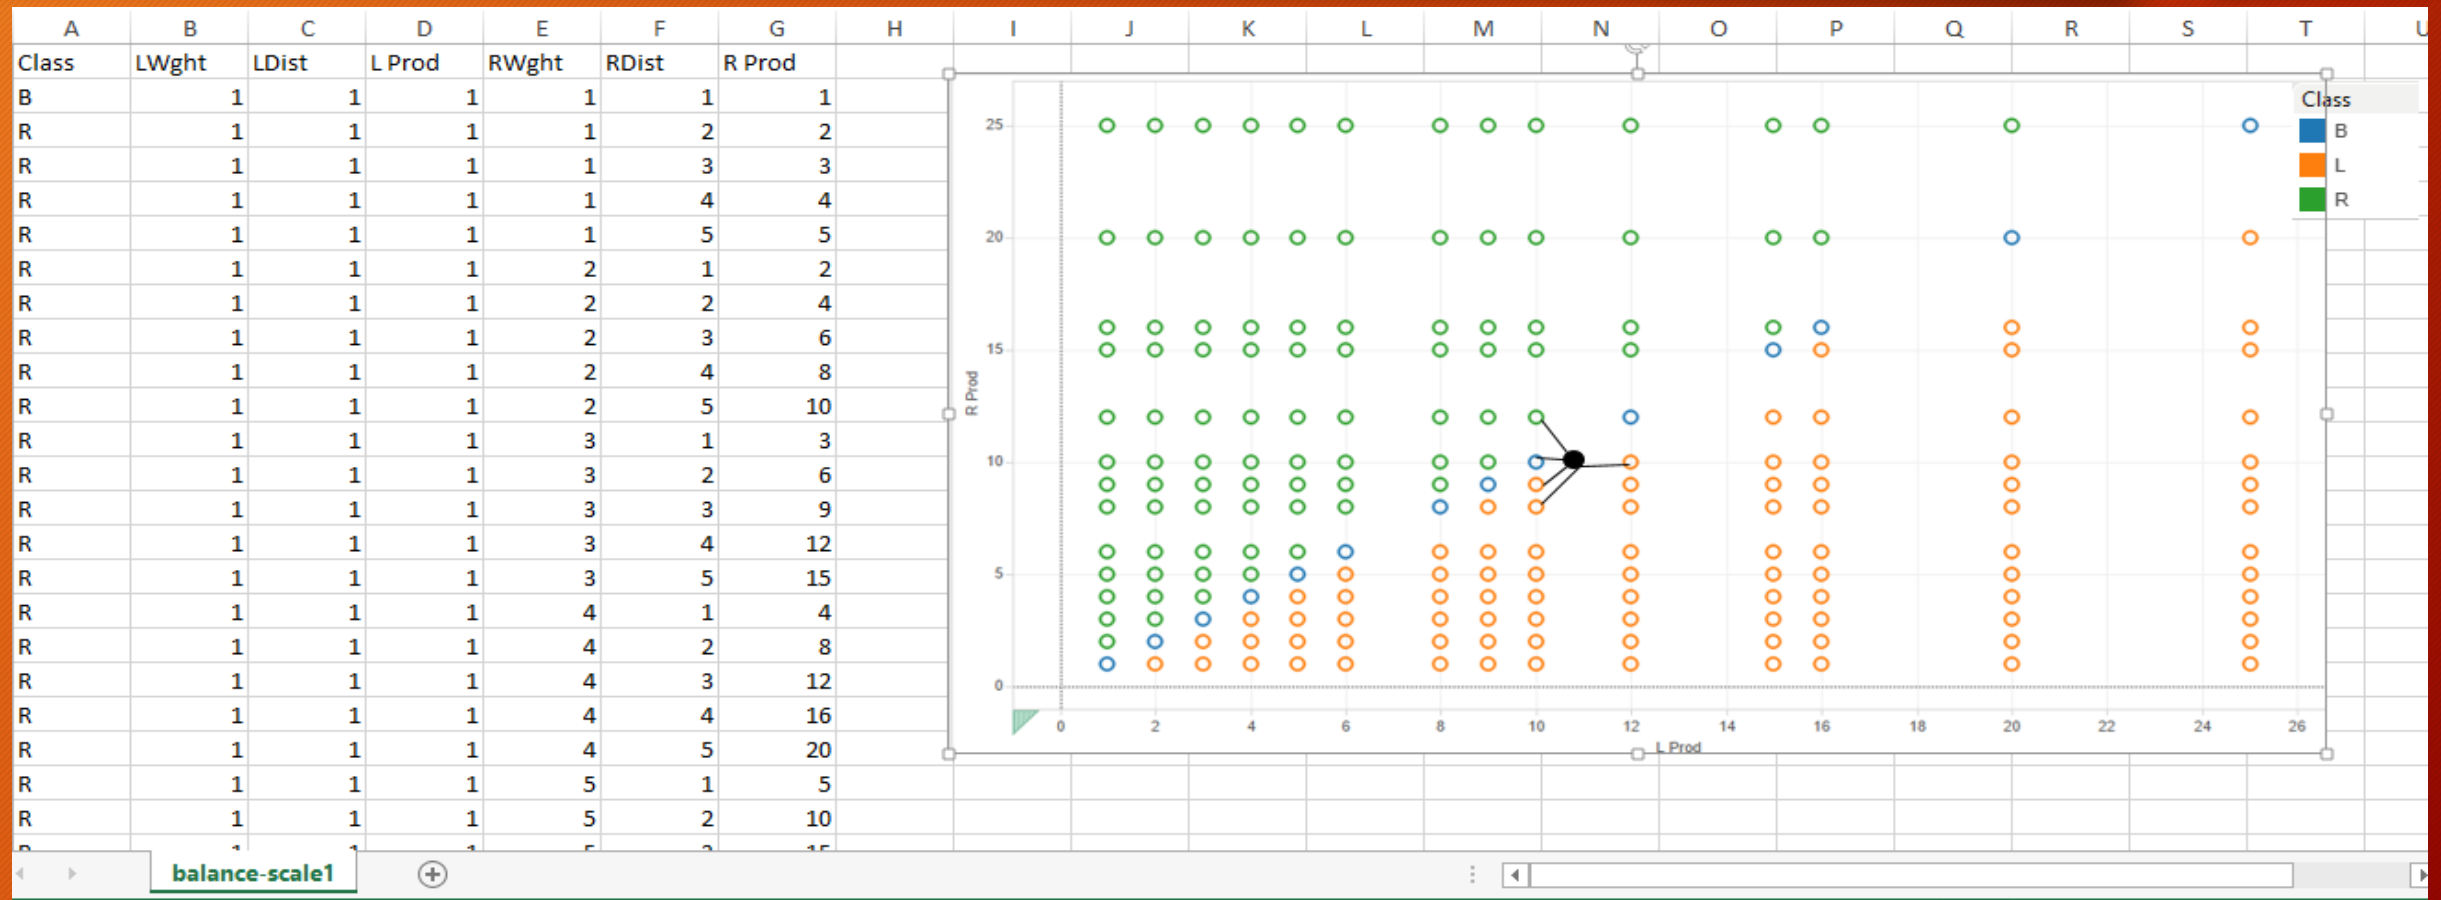 A B C D E F G H I J K L M N O P Q R S T U
Class LWght LDist L Prod RWght RDist R Prod
B 1 1 1 1 1 1
R 1 1 1 1 2 2
R 1 1 1 1 3 3
R 1 1 1 1 4 4
R 1 1 1 1 5 5
R 1 1 1 2 1 2
R 1 1 1 2 2 4
R 1 1 1 2 3 6
R 1 1 1 2 4 8
R 1 1 1 2 5 10
R 1 1 1 3 1 3
R 1 1 1 3 2 6
R 1 1 1 3 3 9
R 1 1 1 3 4 12
R 1 1 1 3 5 15
R 1 1 1 4 1 4
R 1 1 1 4 2 8
R 1 1 1 4 3 12
R 1 1 1 4 4 16
R 1 1 1 4 5 20
R 1 1 1 5 1 5
R 1 1 1 5 2 10
25
20
15
10
5
0
R Prod
0 2 4 6 8 10 12 14 16 18 20 22 24 26
L Prod
Class
B
L
R
balance-scale1